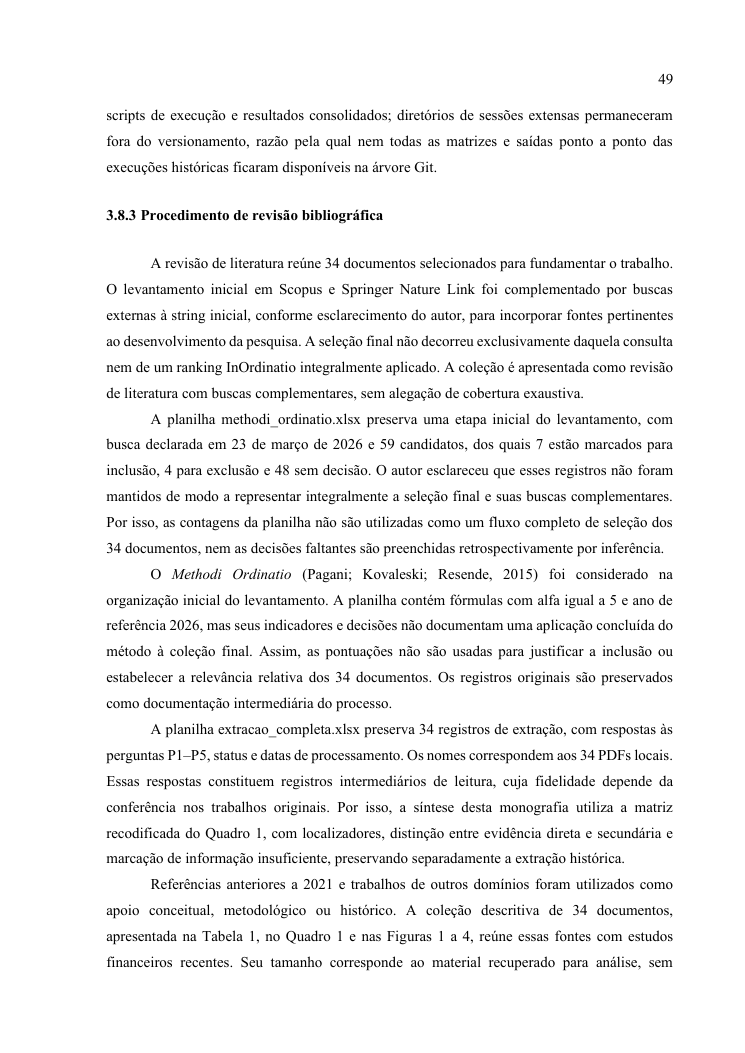 49
scripts de execução e resultados consolidados; diretórios de sessões extensas permaneceram
fora do versionamento, razão pela qual nem todas as matrizes e saídas ponto a ponto das
execuções históricas ficaram disponíveis na árvore Git.
3.8.3 Procedimento de revisão bibliográfica
A revisão de literatura reúne 34 documentos selecionados para fundamentar o trabalho.
O levantamento inicial em Scopus e Springer Nature Link foi complementado por buscas
externas à string inicial, conforme esclarecimento do autor, para incorporar fontes pertinentes
ao desenvolvimento da pesquisa. A seleção final não decorreu exclusivamente daquela consulta
nem de um ranking InOrdinatio integralmente aplicado. A coleção é apresentada como revisão
de literatura com buscas complementares, sem alegação de cobertura exaustiva.
A planilha methodi_ordinatio.xlsx preserva uma etapa inicial do levantamento, com
busca declarada em 23 de março de 2026 e 59 candidatos, dos quais 7 estão marcados para
inclusão, 4 para exclusão e 48 sem decisão. O autor esclareceu que esses registros não foram
mantidos de modo a representar integralmente a seleção final e suas buscas complementares.
Por isso, as contagens da planilha não são utilizadas como um fluxo completo de seleção dos
34 documentos, nem as decisões faltantes são preenchidas retrospectivamente por inferência.
O Methodi Ordinatio (Pagani; Kovaleski; Resende, 2015) foi considerado na
organização inicial do levantamento. A planilha contém fórmulas com alfa igual a 5 e ano de
referência 2026, mas seus indicadores e decisões não documentam uma aplicação concluída do
método à coleção final. Assim, as pontuações não são usadas para justificar a inclusão ou
estabelecer a relevância relativa dos 34 documentos. Os registros originais são preservados
como documentação intermediária do processo.
A planilha extracao_completa.xlsx preserva 34 registros de extração, com respostas às
perguntas P1–P5, status e datas de processamento. Os nomes correspondem aos 34 PDFs locais.
Essas respostas constituem registros intermediários de leitura, cuja fidelidade depende da
conferência nos trabalhos originais. Por isso, a síntese desta monografia utiliza a matriz
recodificada do Quadro 1, com localizadores, distinção entre evidência direta e secundária e
marcação de informação insuficiente, preservando separadamente a extração histórica.
Referências anteriores a 2021 e trabalhos de outros domínios foram utilizados como
apoio conceitual, metodológico ou histórico. A coleção descritiva de 34 documentos,
apresentada na Tabela 1, no Quadro 1 e nas Figuras 1 a 4, reúne essas fontes com estudos
financeiros recentes. Seu tamanho corresponde ao material recuperado para análise, sem